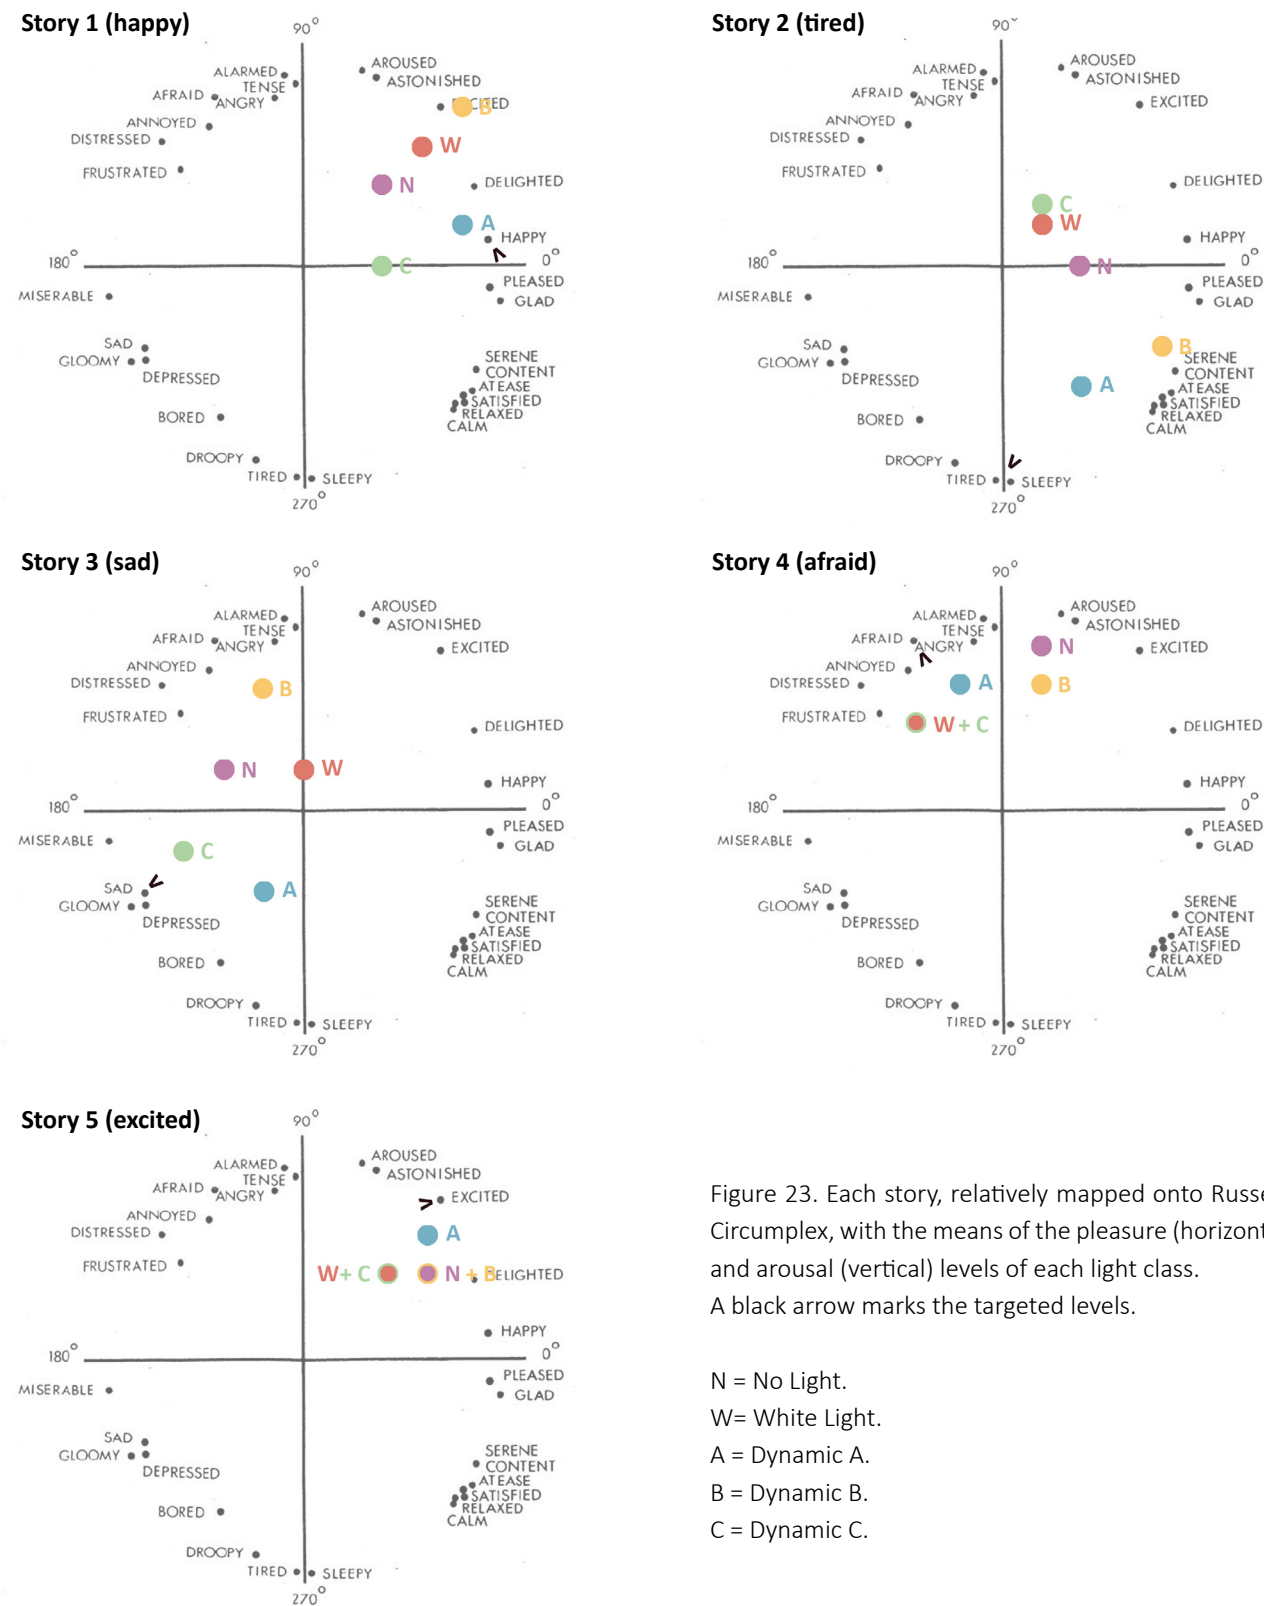 Story 1 (happy)
90°
AROUSED
ALARMED
ASTONISHED
TENSE
AFRAID
ANGRY
B
ANNOYED
DISTRESSED
W
FRUSTRATED
N
DELIGHTED
A
HAPPY
180°
C
0°
PLEASED
MISERABLE
GLAD
SAD
SERENE
GLOOMY
CONTENT
DEPRESSED
AT EASE
SATISFIED
BORED
RELAXED
CALM
DROOPY
TIRED
SLEEPY
270°
Story 2 (tired)
90
AROUSED
ALARMED
ASTONISHED
TENSE
AFRAID
ANGRY
EXCITED
ANNOYED
DISTRESSED
FRUSTRATED
DELIGHTED
C
W
HAPPY
180°
N
0°
PLEASED
MISERABLE
GLAD
SAD
B
SERENE
GLOOMY
CONTENT
DEPRESSED
A
AT EASE
SATISFIED
BORED
RELAXED
CALM
DROOPY
TIRED
SLEEPY
270°
Story 3 (sad)
90°
AROUSED
ALARMED
ASTONISHED
TENSE
AFRAID
ANGRY
EXCITED
ANNOYED
DISTRESSED
B
FRUSTRATED
DELIGHTED
N
W
HAPPY
180°
0°
PLEASED
MISERABLE
GLAD
C
SAD
A
SERENE
GLOOMY
CONTENT
DEPRESSED
AT EASE
SATISFIED
BORED
RELAXED
CALM
DROOPY
TIRED
SLEEPY
270°
Story 4 (afraid)
90°
AROUSED
ALARMED
ASTONISHED
TENSE
AFRAID
ANGRY
N
EXCITED
ANNOYED
DISTRESSED
A
B
FRUSTRATED
W + C
DELIGHTED
HAPPY
180°
0°
PLEASED
MISERABLE
GLAD
SAD
SERENE
GLOOMY
CONTENT
DEPRESSED
AT EASE
SATISFIED
BORED
RELAXED
CALM
DROOPY
TIRED
SLEEPY
270°
Story 5 (excited)
90°
AROUSED
ALARMED
ASTONISHED
TENSE
AFRAID
ANGRY
EXCITED
ANNOYED
DISTRESSED
A
FRUSTRATED
W+ C
N + B
HAPPY
180°
0°
PLEASED
MISERABLE
GLAD
SAD
SERENE
GLOOMY
CONTENT
DEPRESSED
AT EASE
SATISFIED
BORED
RELAXED
CALM
DROOPY
TIRED
SLEEPY
270°
Figure 23. Each story, relatively mapped onto
Circumplex, with the means of the pleasure
and arousal (vertical) levels of each light class.
A black arrow marks the targeted levels.
N = No Light.
W= White Light.
A = Dynamic A.
B = Dynamic B.
C = Dynamic C.